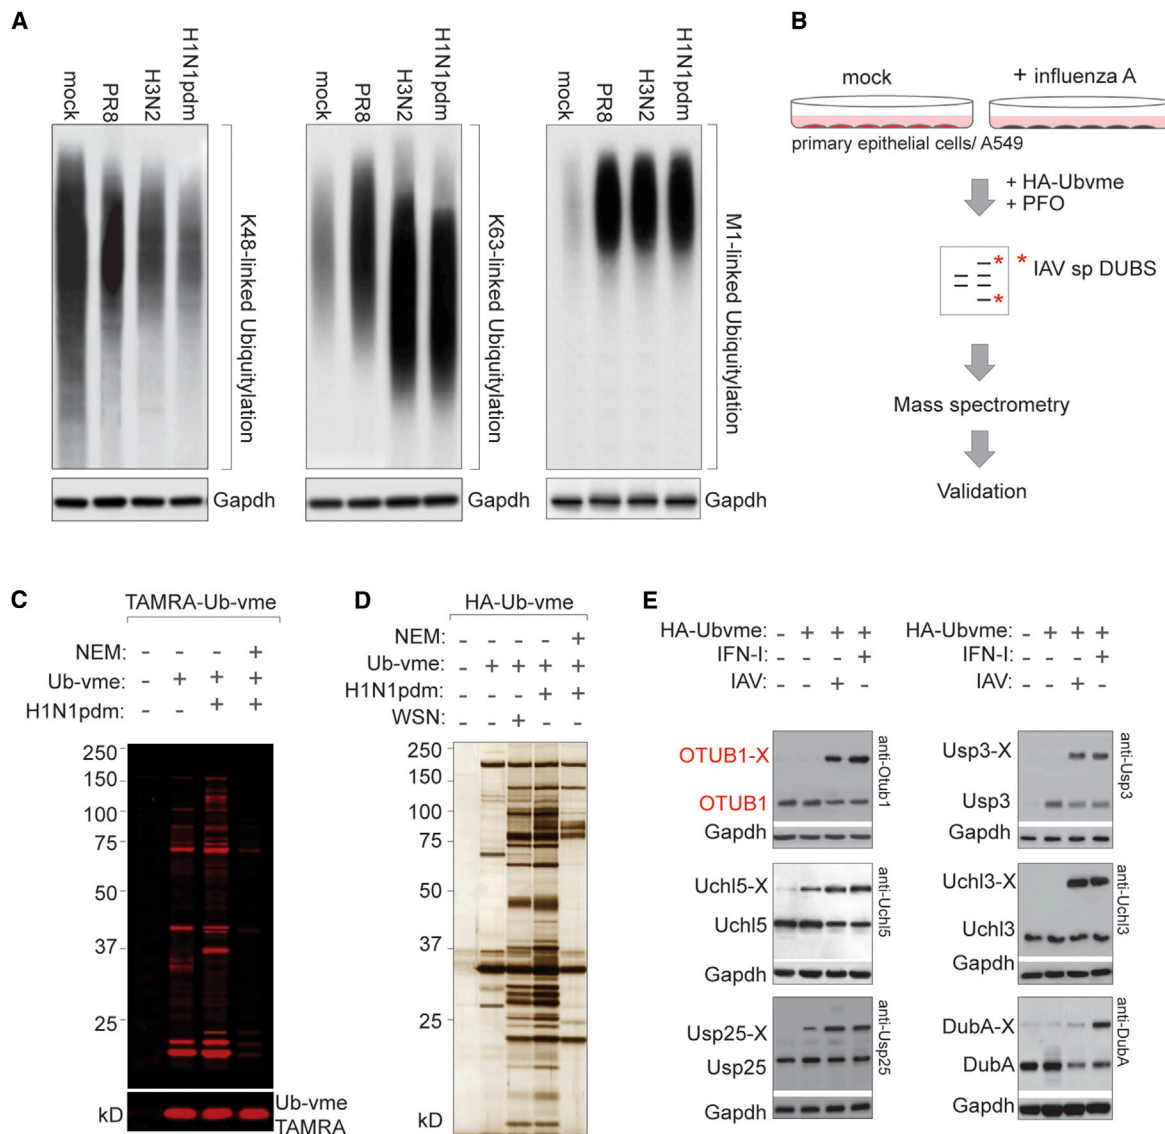 A
mock
PR8
H3N2
H1N1pdm
K48-linked Ubiquitylation
Gapdh
mock
PR8
H3N2
H1N1pdm
K63-linked Ubiquitylation
Gapdh
mock
PR8
H3N2
H1N1pdm
M1-linked Ubiquitylation
Gapdh
B
mock
+ influenza A
primary epithelial cells/ A549
+ HA-Ubvme
+ PFO
* * IAV sp DUBS
*
Mass spectrometry
Validation
C
TAMRA-Ub-vme
NEM: - - - +
Ub-vme: - + + +
H1N1pdm: - - + +
250
150
100
75
50
37
25
kD
Ub-vme
TAMRA
D
HA-Ub-vme
NEM: - - - - +
Ub-vme: - + + + +
H1N1pdm: - - - + +
WSN: - - + - -
250
150
100
75
50
37
25
kD
E
HA-Ubvme: - + + +
IFN-I: - - - +
IAV: - - + -
OTUB1-X
OTUB1
anti-Otub1
Gapdh
Uchl5-X
Uchl5
anti-Uchl5
Gapdh
Usp25-X
Usp25
anti-Usp25
Gapdh
HA-Ubvme: - + + +
IFN-I: - - - +
IAV: - - + -
Usp3-X
Usp3
anti-Usp3
Gapdh
Uchl3-X
Uchl3
anti-Uchl3
Gapdh
DubA-X
DubA
anti-DubA
Gapdh